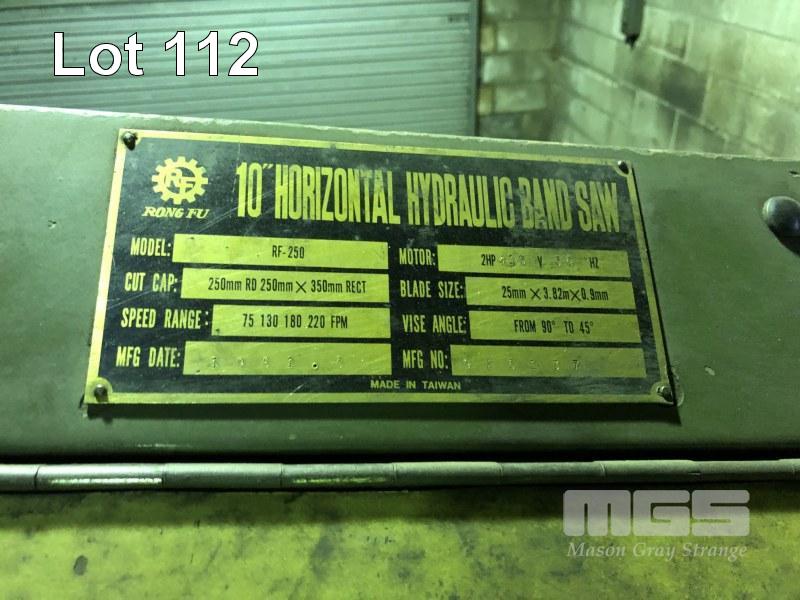 Lot 112
RF
RONG FU
10" HORIZONTAL HYDRAULIC BAND SAW
MODEL: RF-250
MOTOR: 2HP V HZ
CUT CAP: 250mm RD 250mm X 350mm RECT
BLADE SIZE: 25mm X 3.82m X 0.9mm
SPEED RANGE: 75 130 180 220 FPM
VISE ANGLE: FROM 90° TO 45°
MFG DATE:
MFG NO:
MADE IN TAIWAN
MGS
Mason Gray Strange